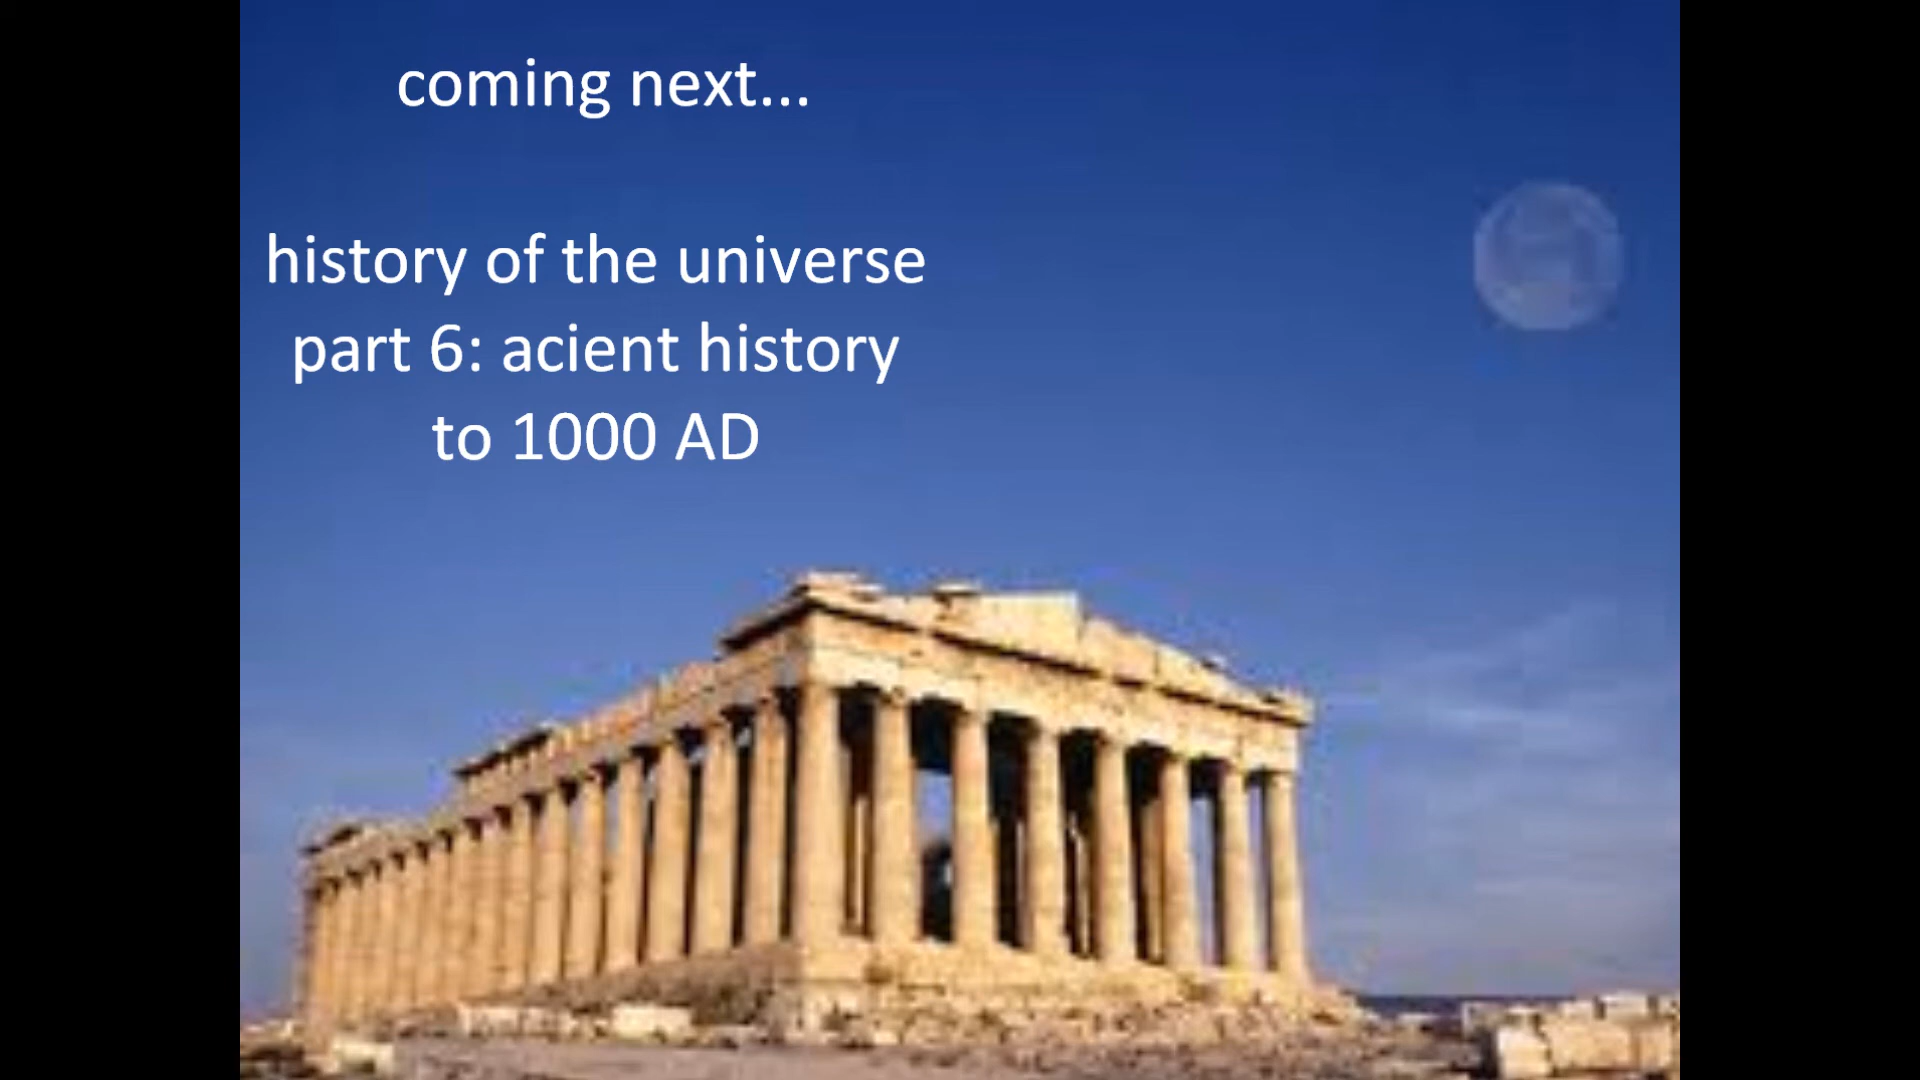 coming next...
history of the universe
part 6: acient history
to 1000 AD